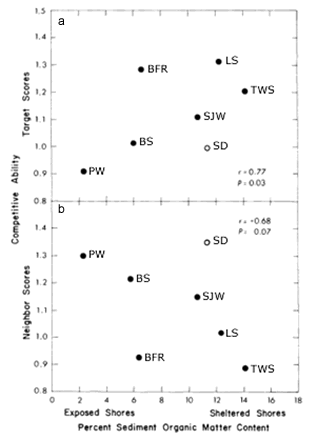 a
1.5
1.4
1.3
1.2
1.1
1.0
0.9
0.8
Target Scores
BFR
LS
TWS
SJW
BS
SD
PW
r=0.77
P=0.03
Competitive Ability
b
1.4
1.3
1.2
1.1
1.0
0.9
0.8
Neighbor Scores
r= -0.68
P= 0.07
SD
PW
BS
SJW
LS
BFR
TWS
0 2 4 6 8 10 12 14 16 18
Exposed Shores Sheltered Shores
Percent Sediment Organic Matter Content